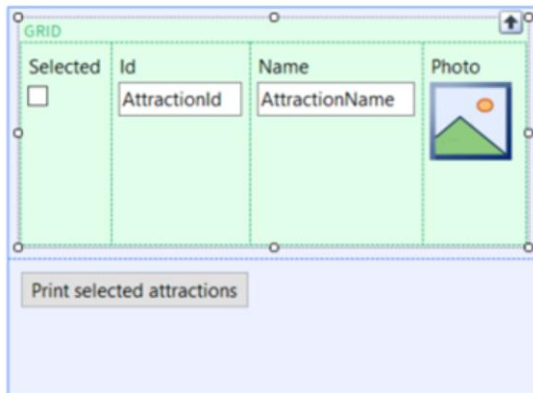 GRID
Selected Id Name Photo
AttractionId AttractionName
Print selected attractions